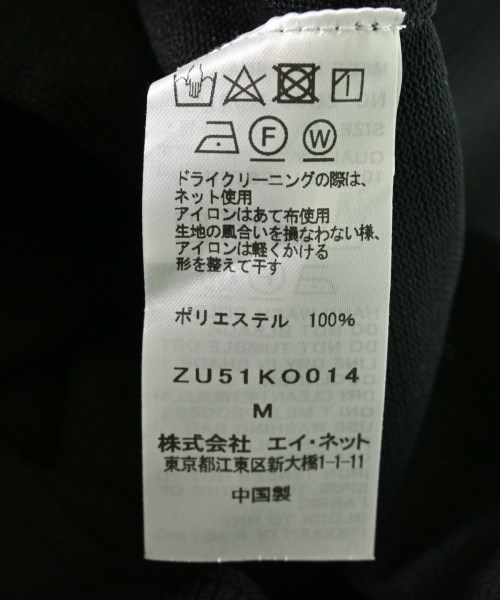 F W
ドライクリーニングの際は、
ネット使用
アイロンはあて布使用
生地の風合いを損なわない様、
アイロンは軽くかける
形を整えて干す
ポリエステル 100%
ZU51KO014
M
株式会社 エイ・ネット
東京都江東区新大橋1-1-11
中国製